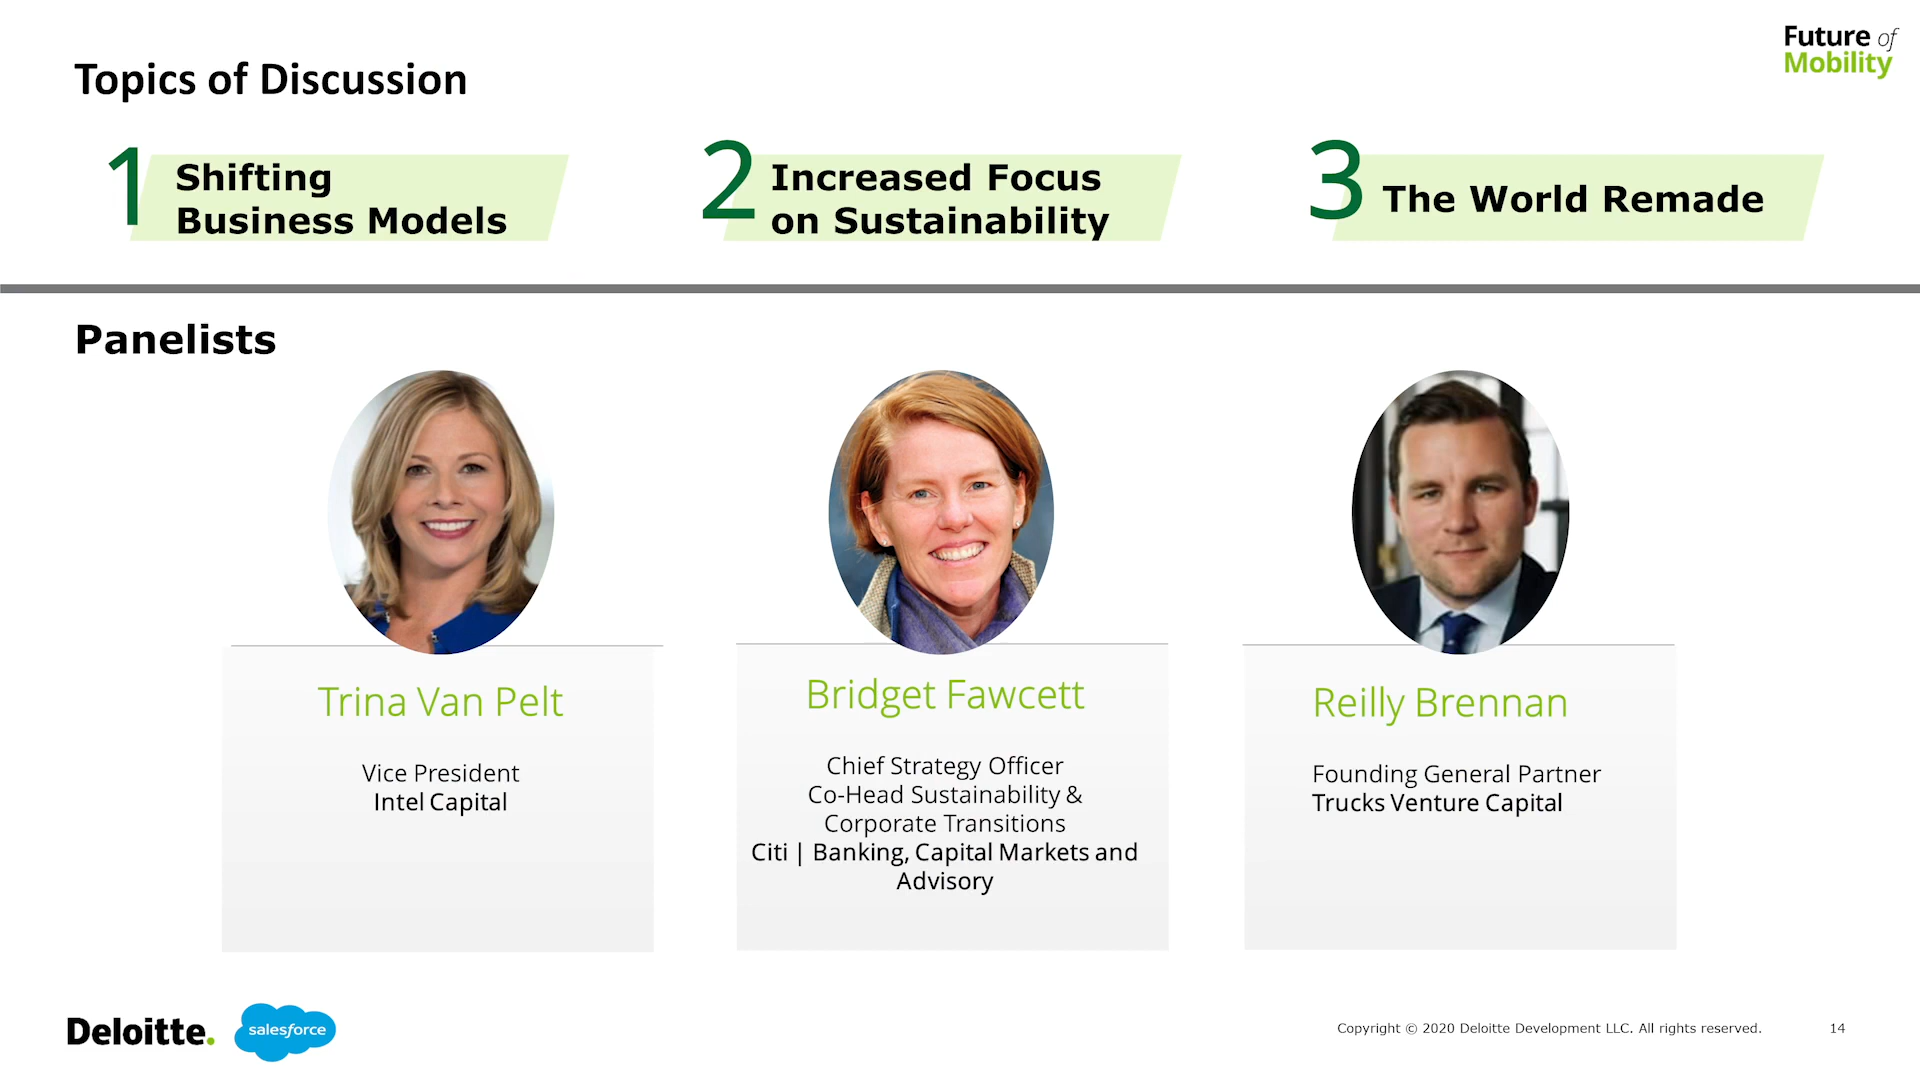 Future of
Mobility
Topics of Discussion
1
Shifting
Business Models
2
Increased Focus
on Sustainability
3
The World Remade
Panelists
Trina Van Pelt
Vice President
Intel Capital
Bridget Fawcett
Chief Strategy Officer
Co-Head Sustainability &
Corporate Transitions
Citi | Banking, Capital Markets and
Advisory
Reilly Brennan
Founding General Partner
Trucks Venture Capital
Deloitte.
salesforce
Copyright © 2020 Deloitte Development LLC. All rights reserved.
14